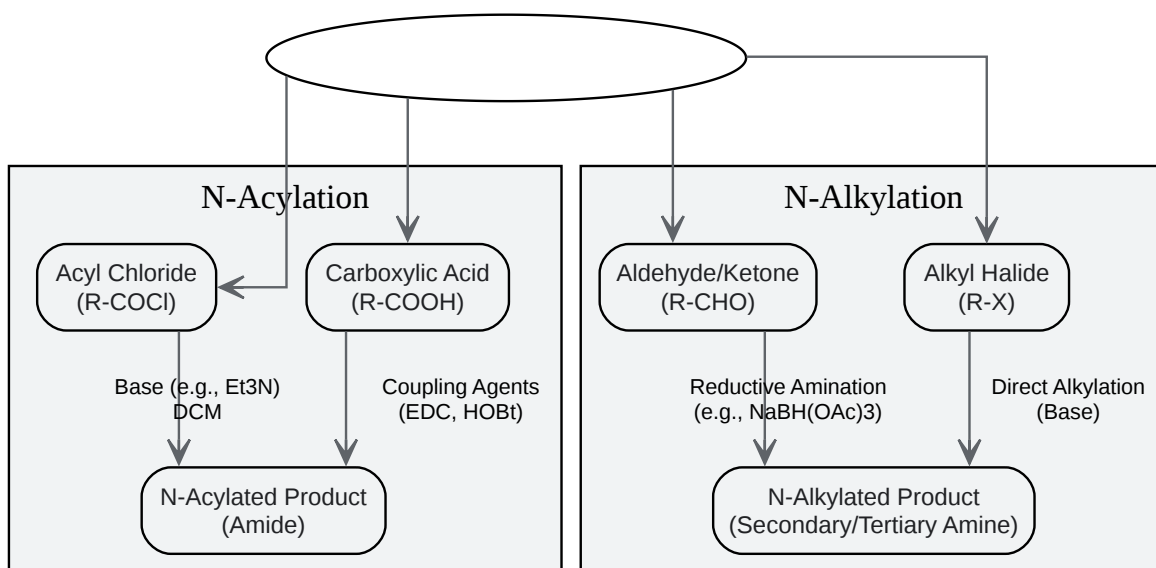 N-Acylation
N-Alkylation
Acyl Chloride
(R-COCl)
Carboxylic Acid
(R-COOH)
Aldehyde/Ketone
(R-CHO)
Alkyl Halide
(R-X)
Base (e.g., Et3N)
DCM
Coupling Agents
(EDC, HOBt)
Reductive Amination
(e.g., NaBH(OAc)3)
Direct Alkylation
(Base)
N-Acylated Product
(Amide)
N-Alkylated Product
(Secondary/Tertiary Amine)